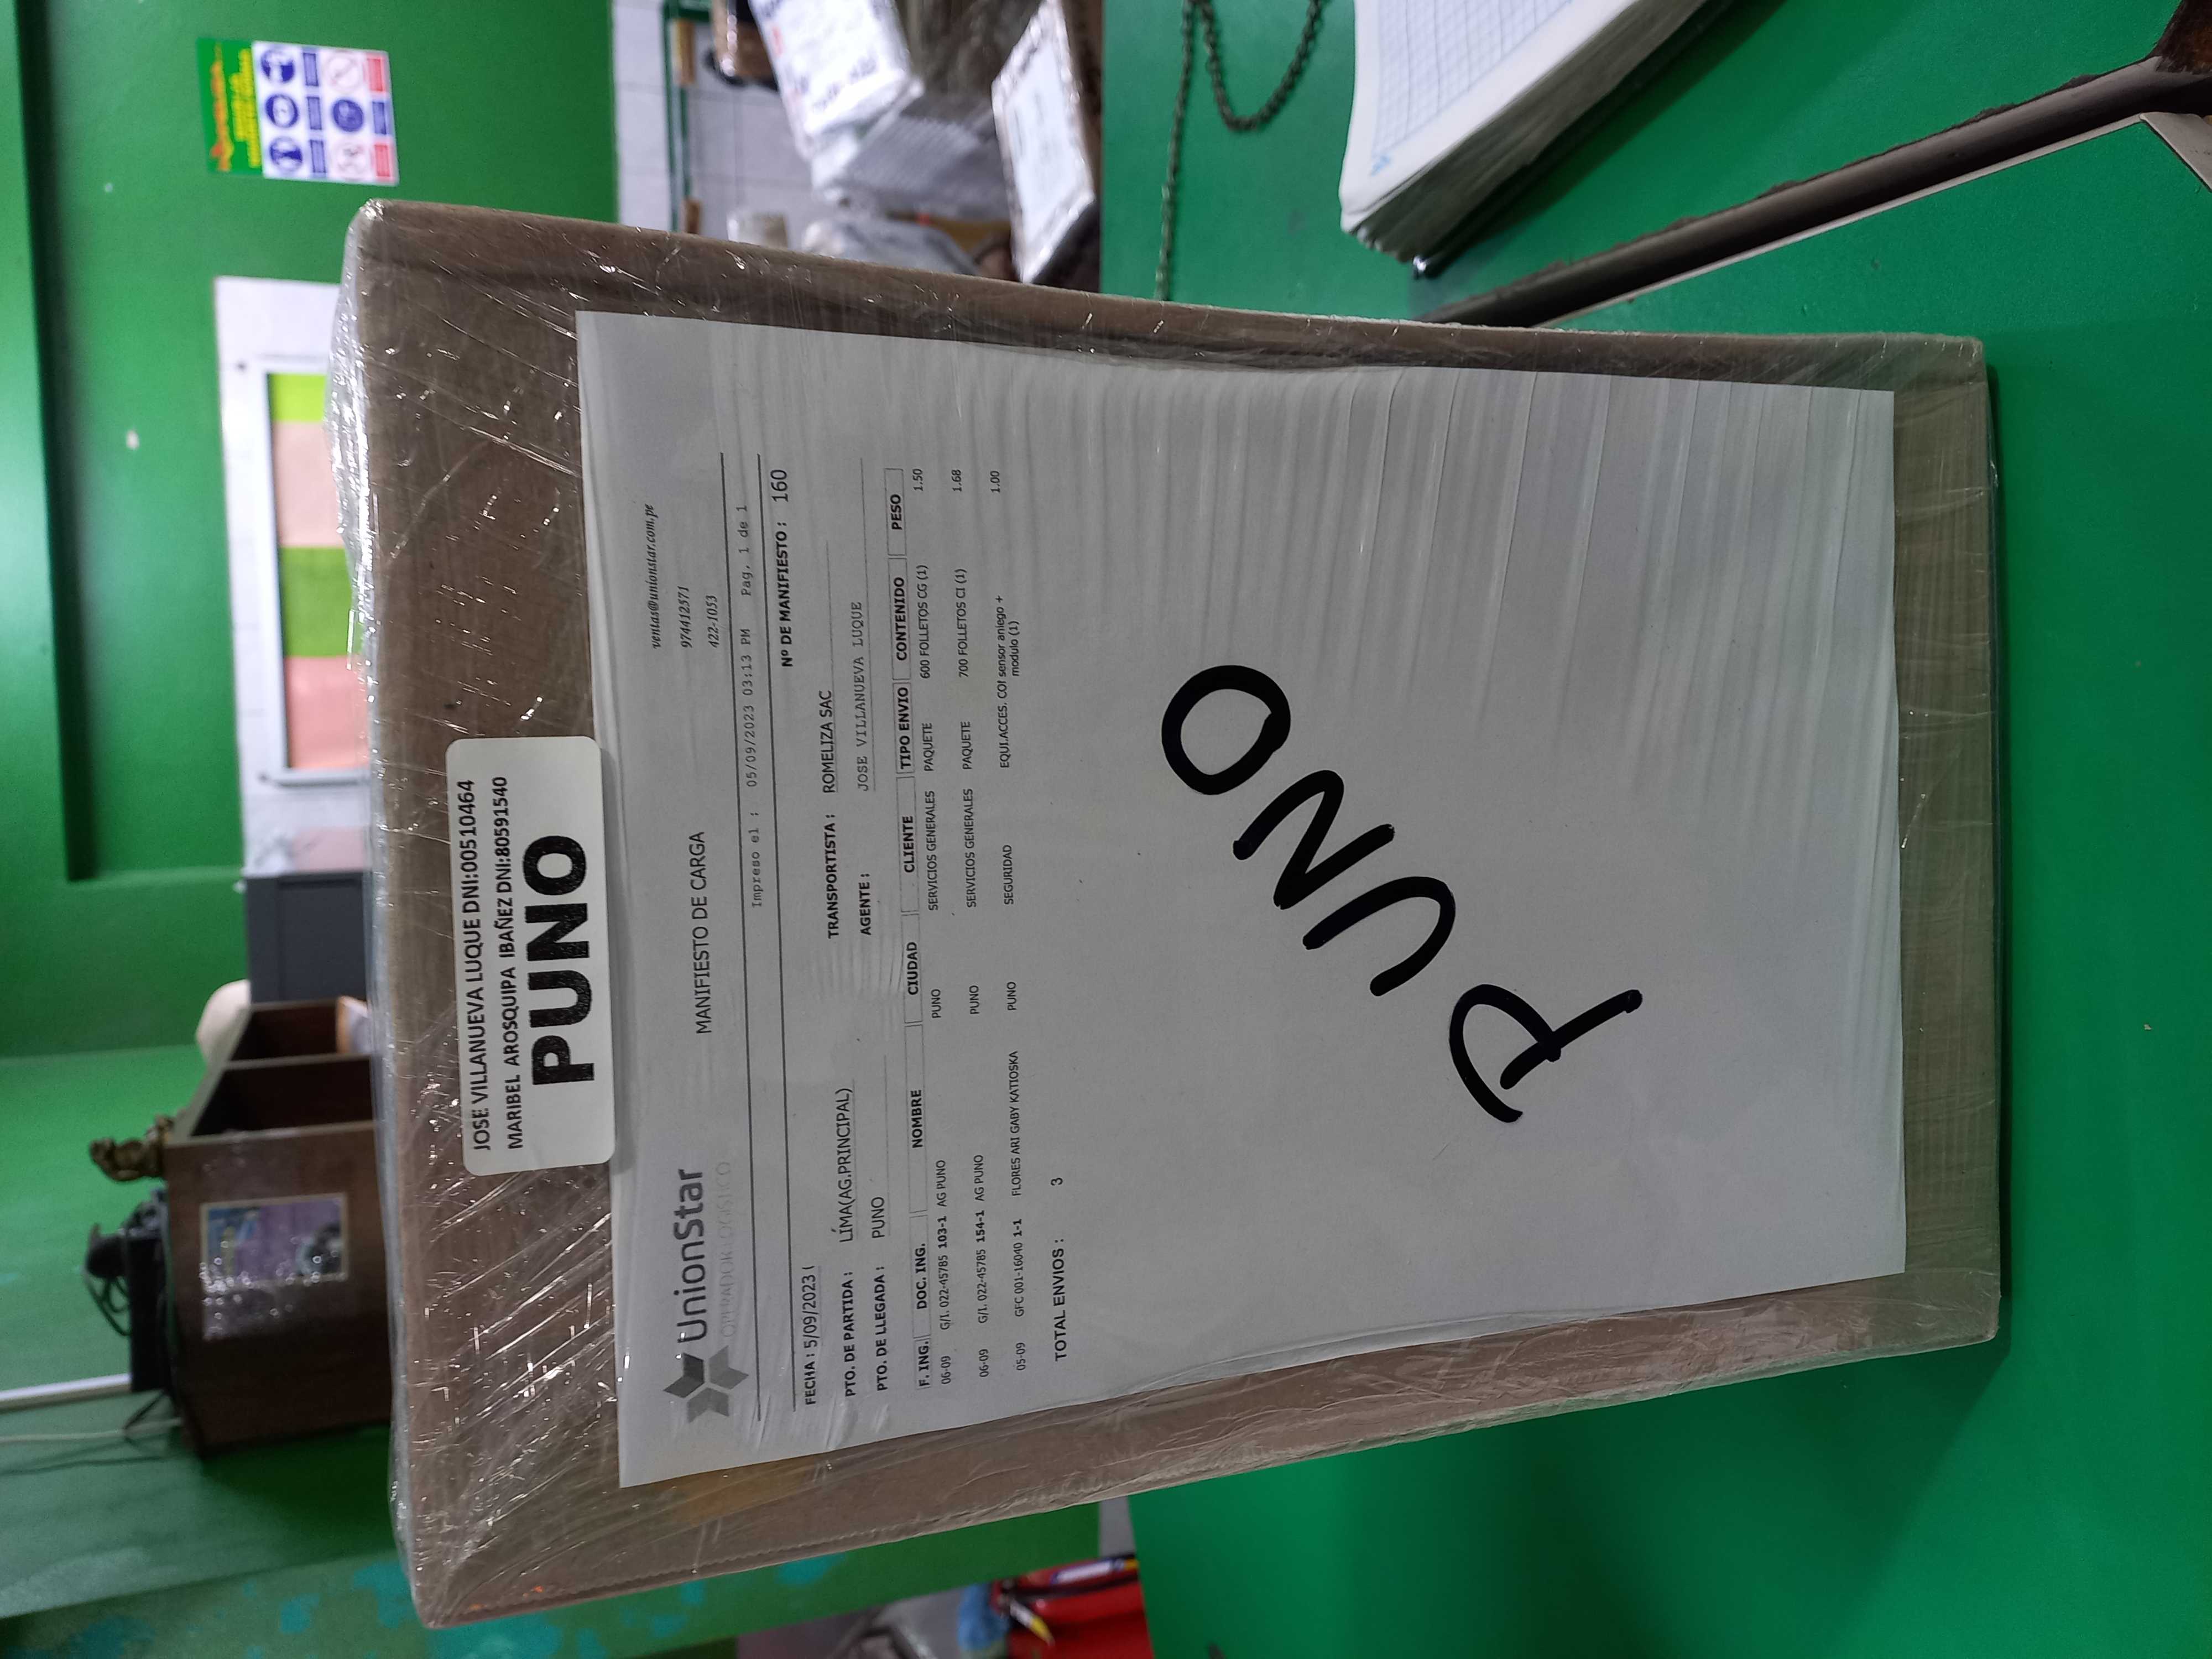 JOSE VILLANUEVA LUQUE DNI:00510464
MARIBEL AROSQUIPA IBAÑEZ DNI:80591540
PUNO
UnionStar
OPERADOR LOGISTICO
ventas@unionstar.com.pe
974412571
422-1053
MANIFIESTO DE CARGA
Impreso el : 05/09/2023 03:13 PM Pag. 1 de 1
Nº DE MANIFIESTO : 160
FECHA : 5/09/2023 (
TRANSPORTISTA : ROMELIZA SAC
PTO. DE PARTIDA : LÍMA(AG.PRINCIPAL)
AGENTE : JOSE VILLANUEVA LUQUE
PTO. DE LLEGADA : PUNO
F. ING. DOC. ING. NOMBRE CIUDAD CLIENTE TIPO ENVIO CONTENIDO PESO
06-09 G/I. 022-45785 103-1 AG PUNO PUNO SERVICIOS GENERALES PAQUETE 600 FOLLETOS CG (1) 1.50
06-09 G/I. 022-45785 154-1 AG PUNO PUNO SERVICIOS GENERALES PAQUETE 700 FOLLETOS CI (1) 1.68
05-09 GFC 001-16040 1-1 FLORES ARI GABY KATIOSKA PUNO SEGURIDAD EQUI.ACCES. COI sensor aniego + 1.00
modulo (1)
TOTAL ENVIOS : 3
PUNO